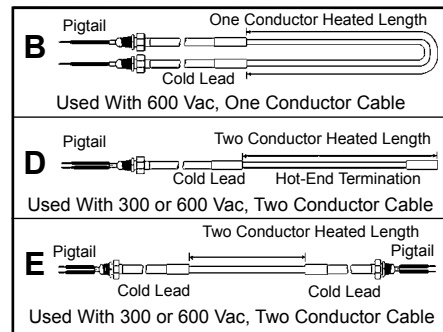 One Conductor Heated Length
Pigtail
B
Cold Lead
Used With 600 Vac, One Conductor Cable
Two Conductor Heated Length
Pigtail
D
Cold Lead
Hot-End Termination
Used With 300 or 600 Vac, Two Conductor Cable
Two Conductor Heated Length
Pigtail
Pigtail
E
Cold Lead
Cold Lead
Used With 300 or 600 Vac, Two Conductor Cable